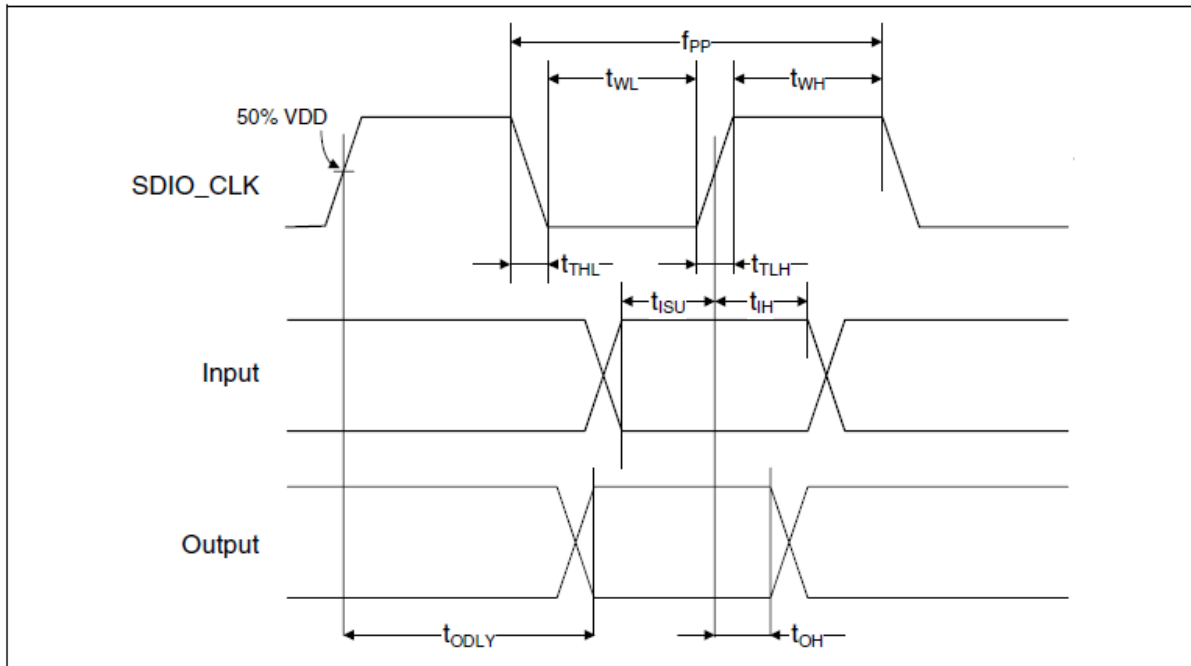 fPP
tWL
tWH
50% VDD
SDIO_CLK
tTHL
tTLH
tISU
tIH
Input
Output
tODLY
tOH